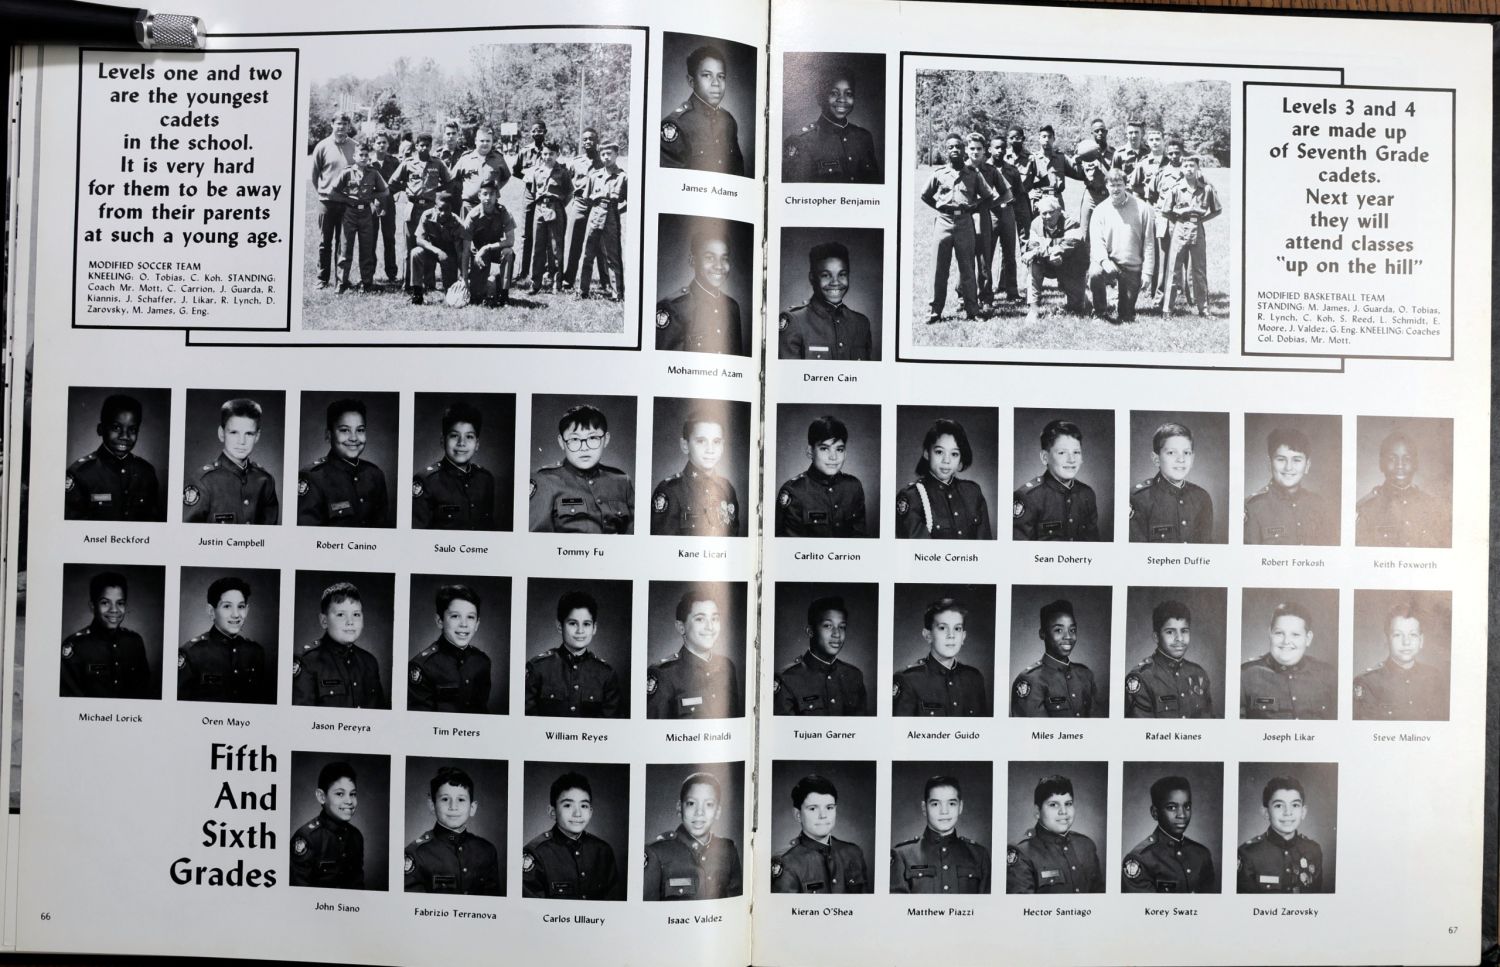 Levels one and two
are the youngest
cadets
in the school.
It is very hard
for them to be away
from their parents
at such a young age.
MODIFIED SOCCER TEAM
KNEELING: O. Tobias, C. Koh. STANDING:
Coach Mr. Mott, C. Carrion, J. Guarda, R.
Kiannis, J. Schaffer, J. Likar, R. Lynch, D.
Zarovsky, M. James, G. Eng.
James Adams
Mohammed Azam
Ansel Beckford
Justin Campbell
Robert Canino
Saulo Cosme
Tommy Fu
Kane Licari
Michael Lorick
Oren Mayo
Jason Pereyra
Tim Peters
William Reyes
Michael Rinaldi
Fifth
And
Sixth
Grades
John Siano
Fabrizio Terranova
Carlos Ullaury
Isaac Valdez
66
Christopher Benjamin
Darren Cain
Levels 3 and 4
are made up
of Seventh Grade
cadets.
Next year
they will
attend classes
"up on the hill"
MODIFIED BASKETBALL TEAM
STANDING: M. James, J. Guarda, O. Tobias,
R. Lynch, C. Koh, S. Reed, L. Schmidt, E.
Moore, J. Valdez, G. Eng. KNEELING: Coaches
Col. Dobias, Mr. Mott.
Carlito Carrion
Nicole Cornish
Sean Doherty
Stephen Duffie
Robert Forkosh
Keith Foxworth
Tujuan Garner
Alexander Guido
Miles James
Rafael Kianes
Joseph Likar
Steve Malinov
Kieran O'Shea
Matthew Piazzi
Hector Santiago
Korey Swatz
David Zarovsky
67